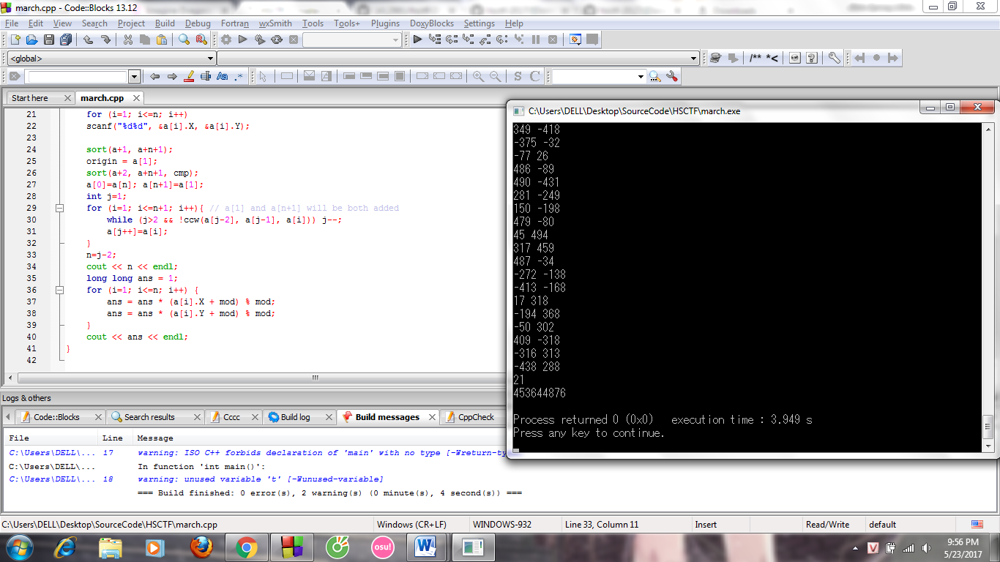 march.cpp - Code::Blocks 13.12
File Edit View Search Project Build Debug Fortran wxSmith Tools Tools+ Plugins DoxyBlocks Settings Help
<global>
/** *<
Aa .*
S C
Start here march.cpp
21 for (i=1; i<=n; i++)
22 scanf("%d%d", &a[i].X, &a[i].Y);
23
24 sort(a+1, a+n+1);
25 origin = a[1];
26 sort(a+2, a+n+1, cmp);
27 a[0]=a[n]; a[n+1]=a[1];
28 int j=1;
29 for (i=1; i<=n+1; i++){ // a[1] and a[n+1] will be both added
30 while (j>2 && !ccw(a[j-2], a[j-1], a[i])) j--;
31 a[j++]=a[i];
32 }
33 n=j-2;
34 cout << n << endl;
35 long long ans = 1;
36 for (i=1; i<=n; i++) {
37 ans = ans * (a[i].X + mod) % mod;
38 ans = ans * (a[i].Y + mod) % mod;
39 }
40 cout << ans << endl;
41 }
42
C:\Users\DELL\Desktop\SourceCode\HSCTF\march.exe
349 -418
-375 -32
-77 26
486 -89
490 -431
281 -249
150 -198
479 -80
45 494
317 459
487 -34
-272 -138
-413 -168
17 318
-194 368
-50 302
409 -318
-316 313
-438 288
21
453644876
Process returned 0 (0x0) execution time : 3.949 s
Press any key to continue.
Logs & others
Code::Blocks Search results Cccc Build log Build messages CppCheck
File Line Message
C:\Users\DELL\... 17 warning: ISO C++ forbids declaration of 'main' with no type [-Wreturn-ty
C:\Users\DELL\... In function 'int main()':
C:\Users\DELL\... 18 warning: unused variable 't' [-Wunused-variable]
=== Build finished: 0 error(s), 2 warning(s) (0 minute(s), 4 second(s)) ===
C:\Users\DELL\Desktop\SourceCode\HSCTF\march.cpp Windows (CR+LF) WINDOWS-932 Line 33, Column 11 Insert Read/Write default
osu!
W
V
9:56 PM
5/23/2017